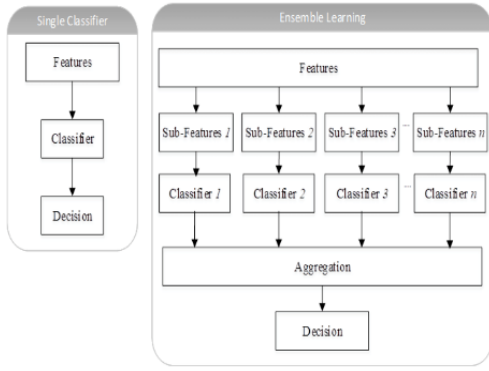 Single Classifier
Features
Classifier
Decision
Ensemble Learning
Features
Sub-Features 1
Sub-Features 2
Sub-Features 3
...
Sub-Features n
Classifier 1
Classifier 2
Classifier 3
...
Classifier n
Aggregation
Decision